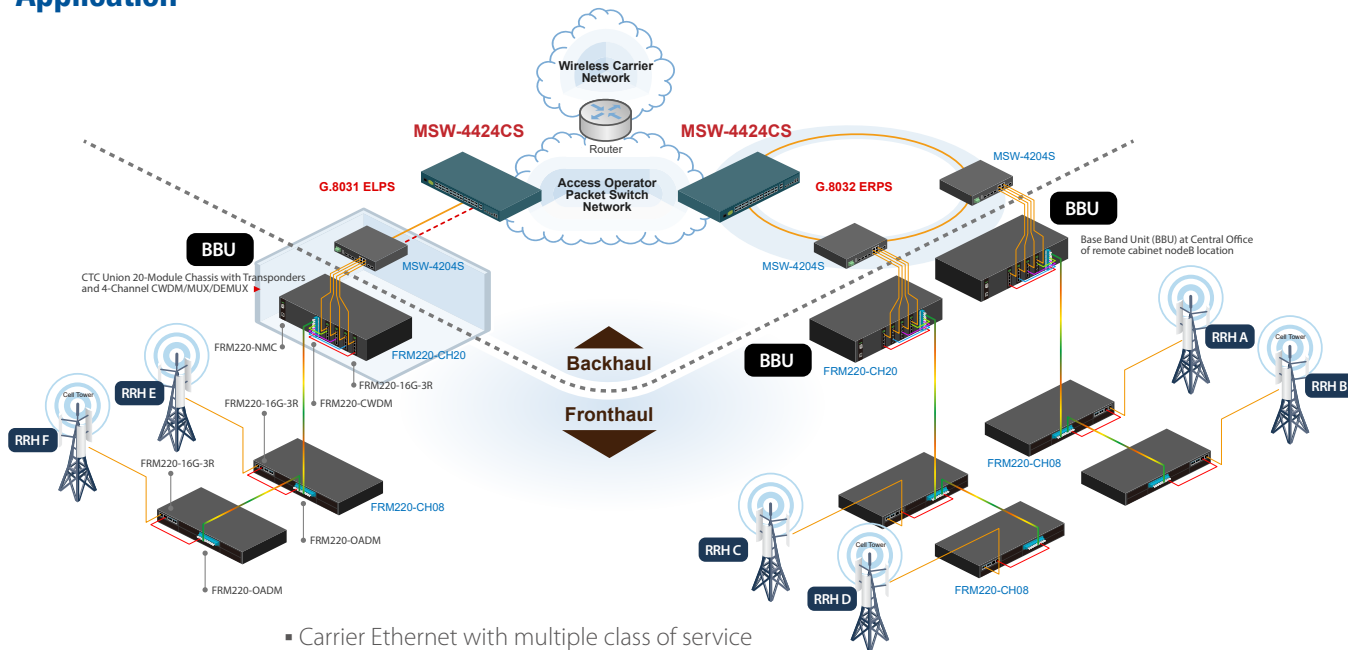 Application
Wireless Carrier
Network
MSW-4424CS
MSW-4424CS
Router
MSW-4204S
G.8031 ELPS
Access Operator
Packet Switch
Network
G.8032 ERPS
BBU
BBU
Base Band Unit (BBU) at Central Office
of remote cabinet nodeB location
MSW-4204S
MSW-4204S
CTC Union 20-Module Chassis with Transponders
and 4-Channel CWDM/MUX/DEMUX
FRM220-NMC
FRM220-CH20
Backhaul
BBU
FRM220-CH20
RRH A
Cell Tower
RRH B
FRM220-16G-3R
FRM220-CWDM
Cell Tower
RRH E
FRM220-16G-3R
Fronthaul
RRH F
FRM220-16G-3R
FRM220-CH08
FRM220-CH08
FRM220-OADM
FRM220-OADM
RRH C
Cell Tower
RRH D
FRM220-CH08
▪ Carrier Ethernet with multiple class of service